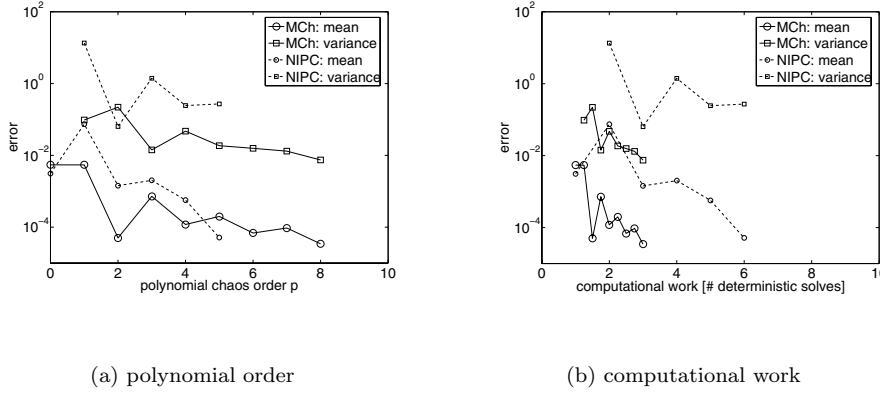 10^2
10^0
10^-2
10^-4
error
0 2 4 6 8 10
polynomial chaos order p
MCh: mean
MCh: variance
NIPC: mean
NIPC: variance
(a) polynomial order
10^2
10^0
10^-2
10^-4
error
0 2 4 6 8 10
computational work [# deterministic solves]
MCh: mean
MCh: variance
NIPC: mean
NIPC: variance
(b) computational work